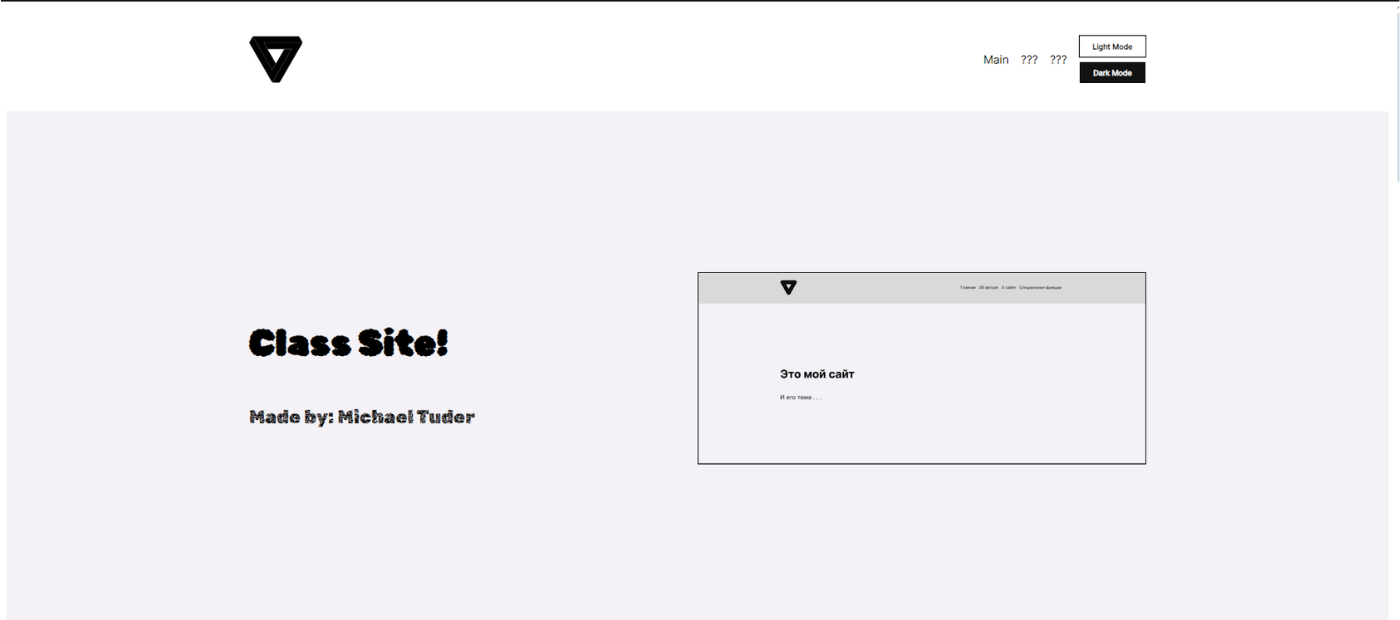 Main ??? ???
Light Mode
Dark Mode
Class Site!
Made by: Michael Tuder
Главная Об авторе О сайте Специальные функции
Это мой сайт
И его тема . . .